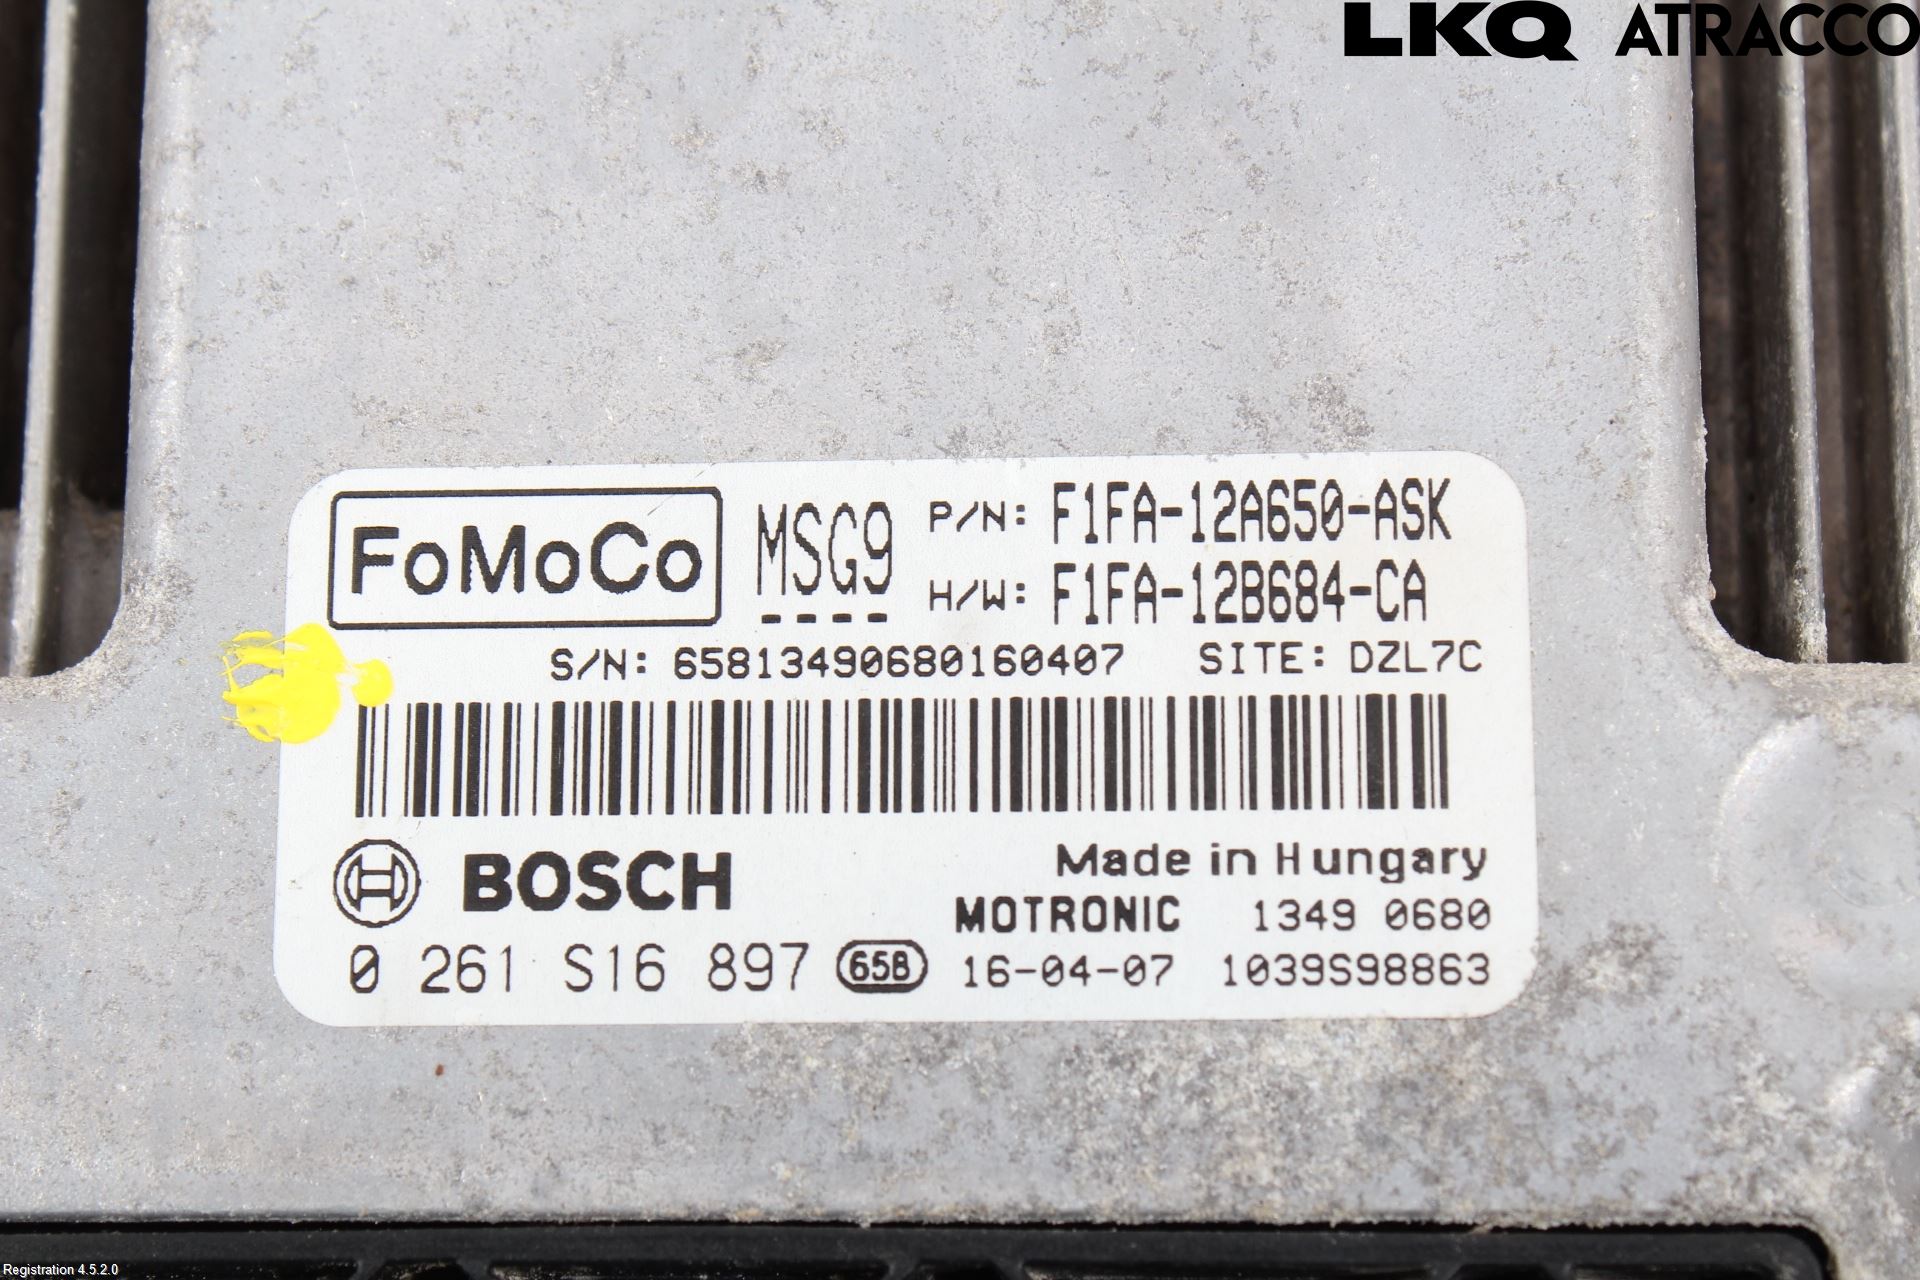 LKQ ATRACCO
FoMoCo MSG9 P/N: F1FA-12A650-ASK
H/W: F1FA-12B684-CA
S/N: 65813490680160407 SITE: DZL7C
BOSCH Made in Hungary
MOTRONIC 1349 0680
0 261 S16 897 658 16-04-07 1039S98863
Registration 4.5.2.0